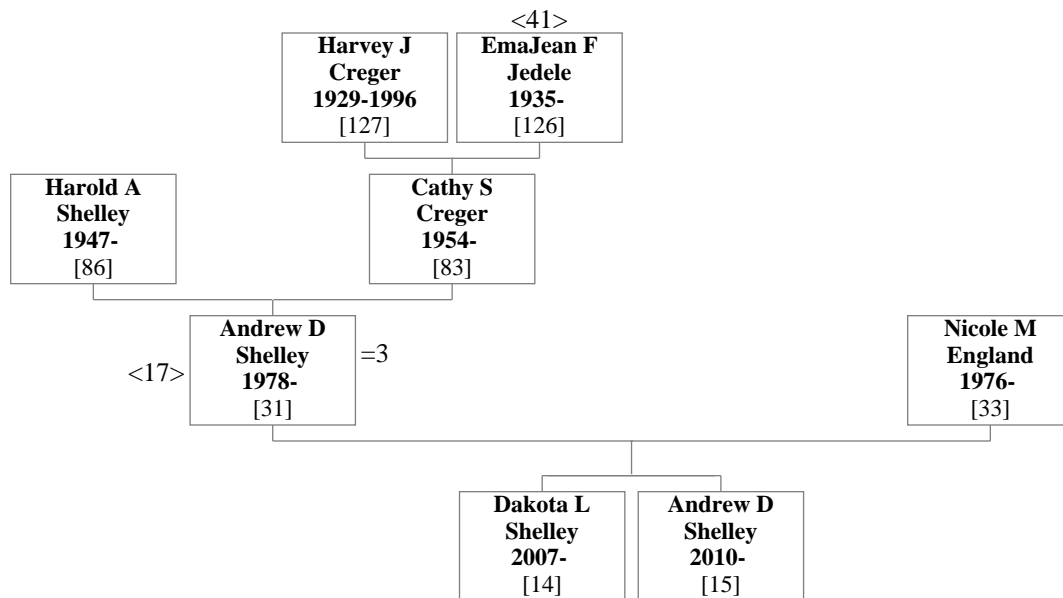 <41>
Harvey J
Creger
1929-1996
[127]
EmaJean F
Jedele
1935-
[126]
Harold A
Shelley
1947-
[86]
Cathy S
Creger
1954-
[83]
<17>
Andrew D
Shelley
1978-
[31]
=3
Nicole M
England
1976-
[33]
Dakota L
Shelley
2007-
[14]
Andrew D
Shelley
2010-
[15]